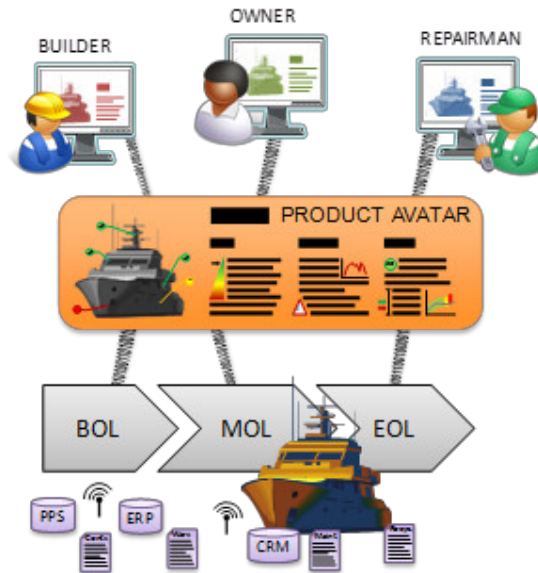 BUILDER
OWNER
REPAIRMAN
PRODUCT AVATAR
BOL
MOL
EOL
PPS
ERP
CRM